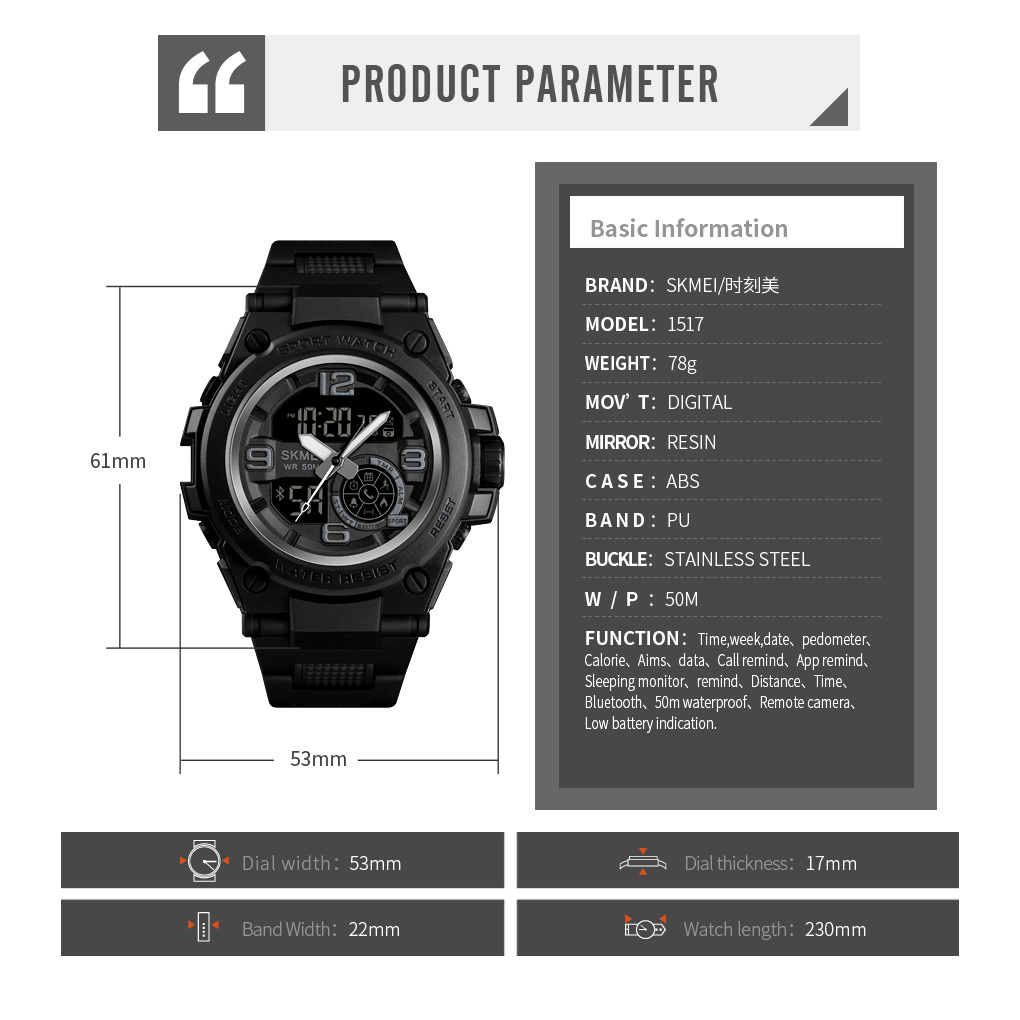 PRODUCT PARAMETER
Basic Information
BRAND: SKMEI/时刻美
MODEL: 1517
WEIGHT: 78g
MOV' T: DIGITAL
MIRROR: RESIN
CASE: ABS
BAND: PU
BUCKLE: STAINLESS STEEL
W / P : 50M
FUNCTION: Time,week,date、pedometer、
Calorie、Aims、data、Call remind、App remind、
Sleeping monitor、remind、Distance、Time、
Bluetooth、50m waterproof、Remote camera、
Low battery indication.
SPORT WATCH
LIGHT
START
12
PM 10:20
9
SKMEI
WR 50M
3
ALM
SPORT
6
MODE
RESET
WATER RESIST
61mm
53mm
Dial width: 53mm
Dial thickness: 17mm
Band Width: 22mm
Watch length: 230mm